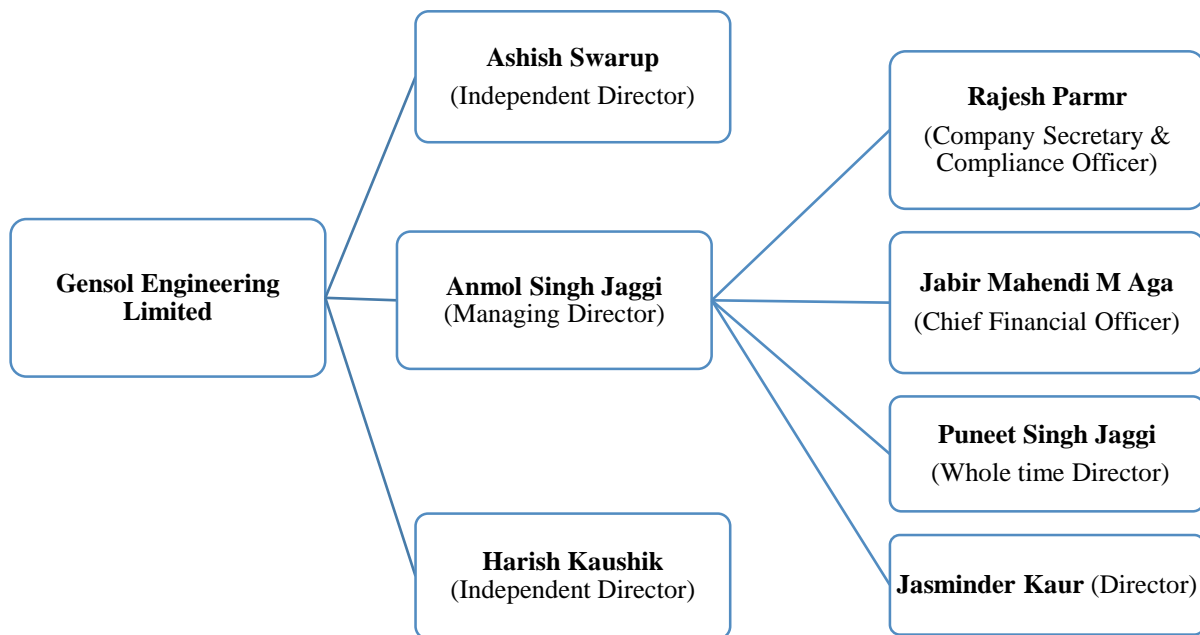 Gensol Engineering
Limited
Ashish Swarup
(Independent Director)
Anmol Singh Jaggi
(Managing Director)
Harish Kaushik
(Independent Director)
Rajesh Parmr
(Company Secretary &
Compliance Officer)
Jabir Mahendi M Aga
(Chief Financial Officer)
Puneet Singh Jaggi
(Whole time Director)
Jasminder Kaur (Director)